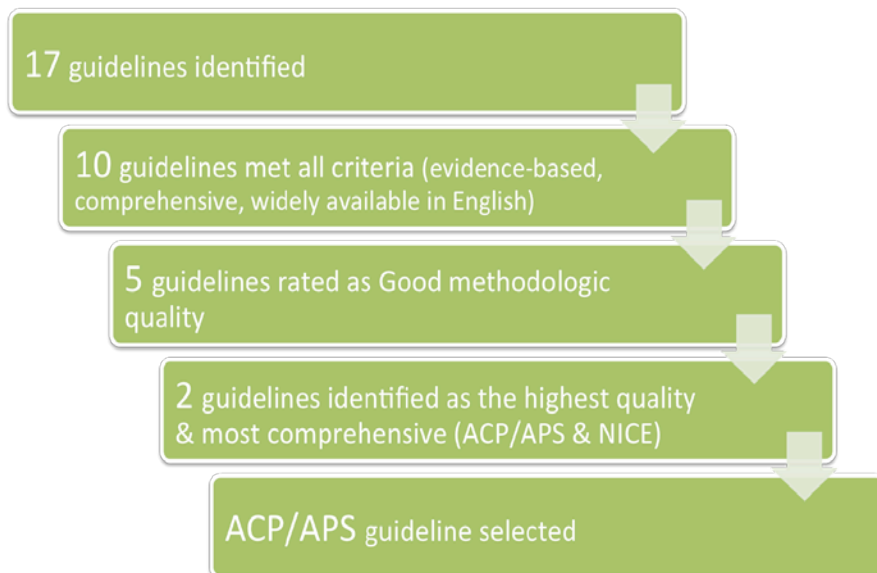 17 guidelines identified
10 guidelines met all criteria (evidence-based,
comprehensive, widely available in English)
5 guidelines rated as Good methodologic
quality
2 guidelines identified as the highest quality
& most comprehensive (ACP/APS & NICE)
ACP/APS guideline selected